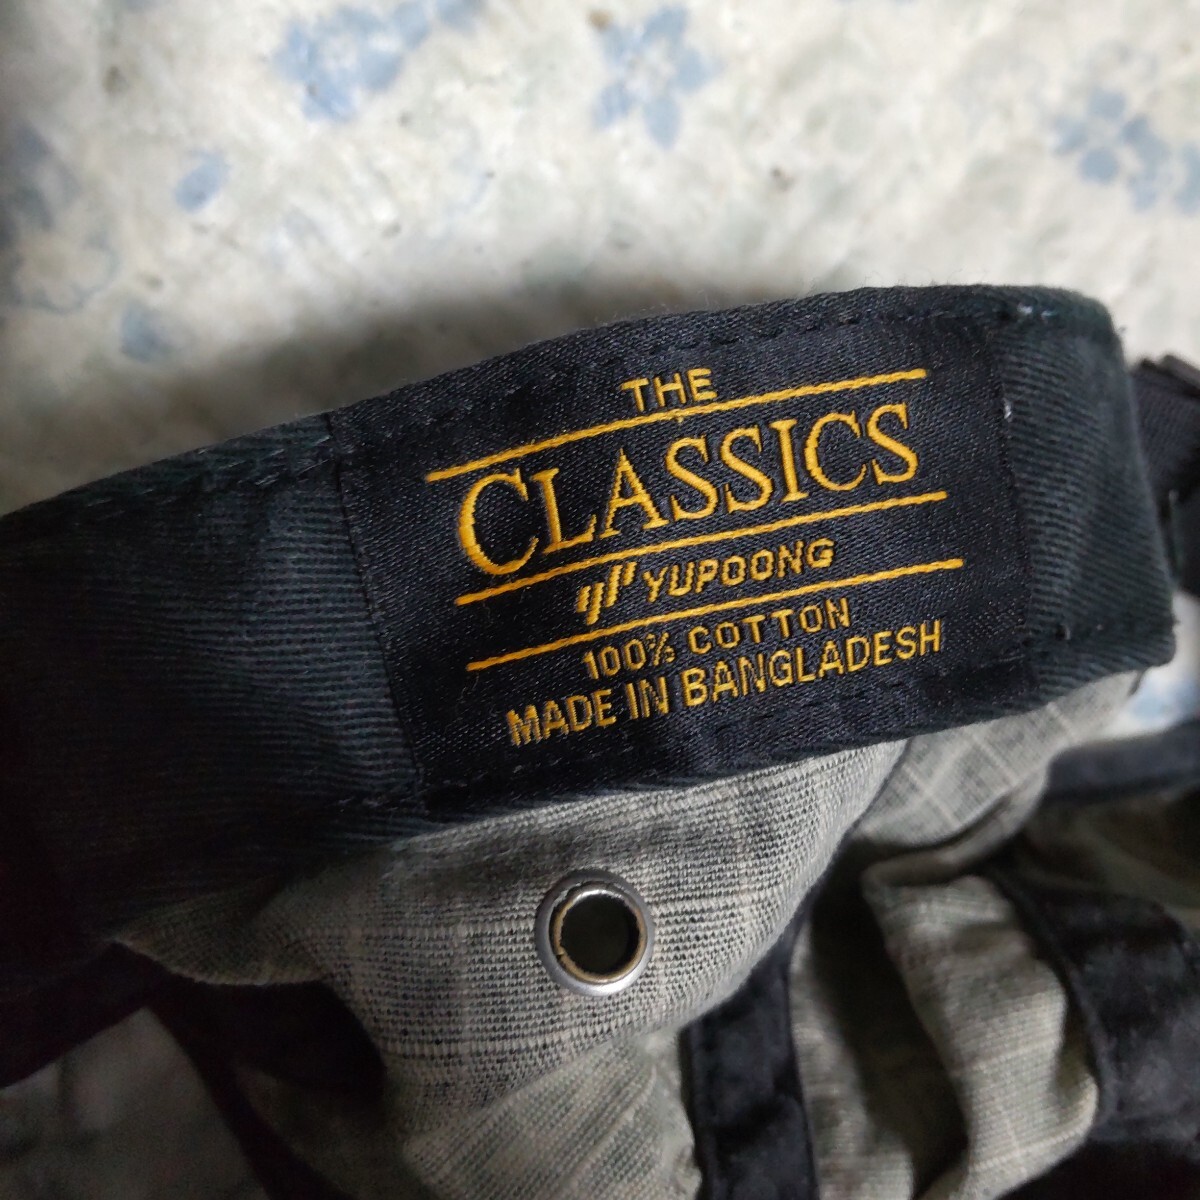 THE
CLASSICS
YUPOONG
100% COTTON
MADE IN BANGLADESH